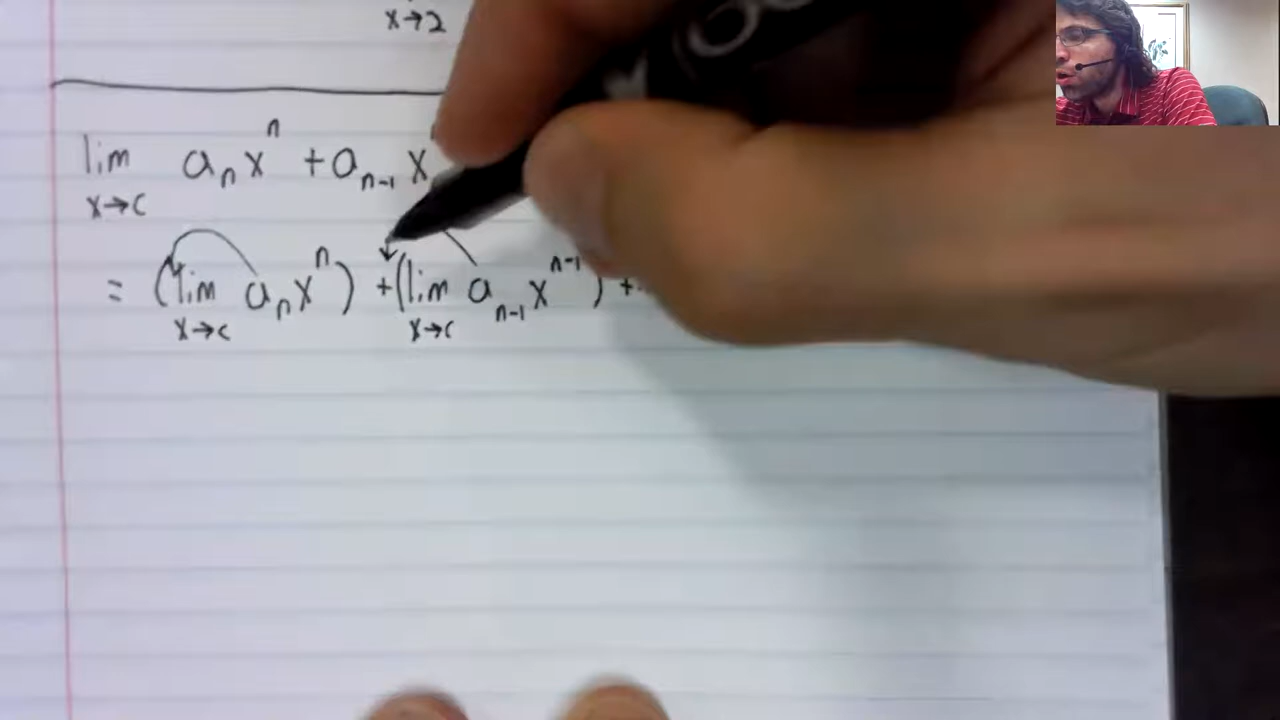 x→2
lim aₙxⁿ + aₙ₋₁x
x→c
= (lim aₙxⁿ) + (lim aₙ₋₁xⁿ⁻¹) +
x→c x→c